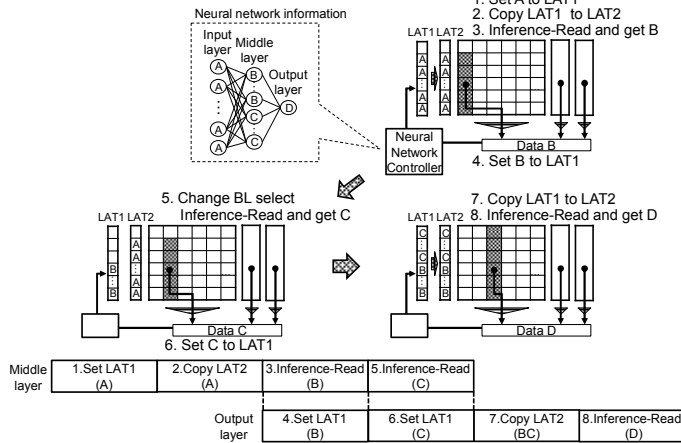 Neural network information
Input layer
Middle layer
Output layer
A
A
A
A
B
B
C
C
D
1. Set A to LAT1
2. Copy LAT1 to LAT2
3. Inference-Read and get B
LAT1 LAT2
A
A
A
A
A
A
A
A
Neural Network Controller
Data B
4. Set B to LAT1
5. Change BL select
Inference-Read and get C
LAT1 LAT2
B
B
A
A
A
A
Data C
6. Set C to LAT1
7. Copy LAT1 to LAT2
8. Inference-Read and get D
LAT1 LAT2
C
C
B
B
C
C
B
B
Data D
Middle layer
1.Set LAT1 (A)
2.Copy LAT2 (A)
3.Inference-Read (B)
5.Inference-Read (C)
Output layer
4.Set LAT1 (B)
6.Set LAT1 (C)
7.Copy LAT2 (BC)
8.Inference-Read (D)